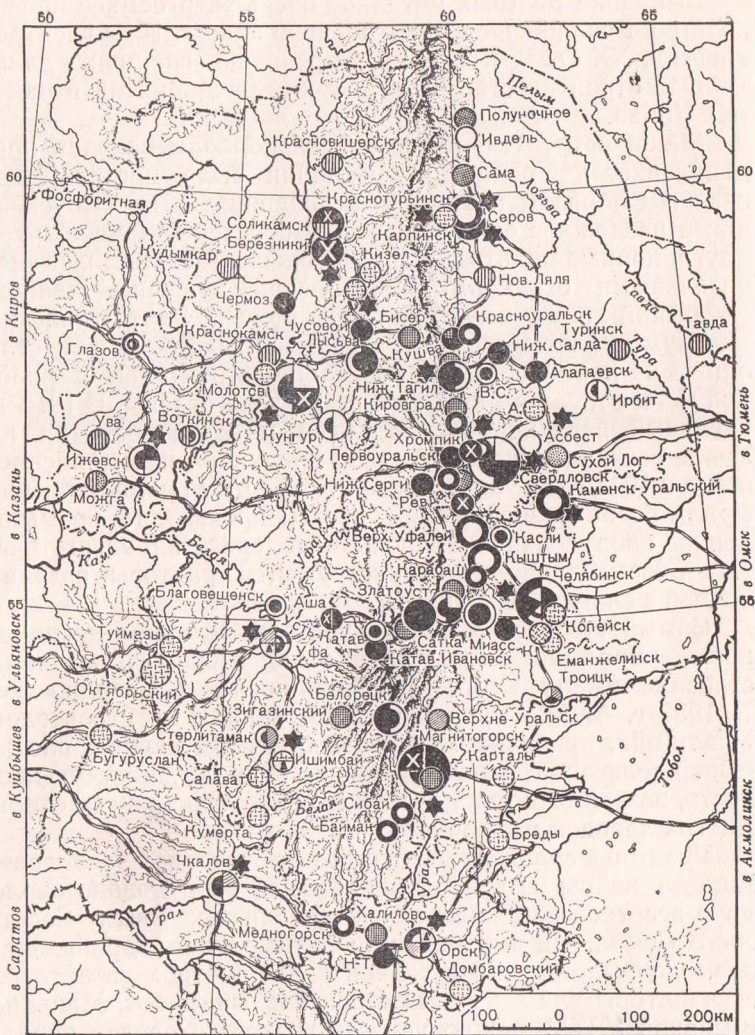 50
55
60
65
Пелым
Полуночное
Ивдель
Красновишерск
60
Сама
60
Краснотурьинск
Лозьва
Фосфоритная
Соликамск
Серов
Березники
Карпинск
Кудымкар
Кизел
Нов.Ляля
Тавда
Чермоз
Г.
в Киров
Бисер
Красноуральск
Чусовой
Краснокамск
Лысьва
Туринск
Тавда
Кушва
Ниж.Салда
Тура
Глазов
Алапаевск
Молотов
Ниж.Тагил
В.С.
Кировград
А.
Ирбит
в Тюмень
Ува
Воткинск
Кунгур
Хромпик
Асбест
Первоуральск
Сухой Лог
Ижевск
Свердловск
Ниж.Серги
Каменск-Уральский
Можга
Ревда
в Казань
Верх.Уфалей
Касли
Кама
Белая
Уфа
Кыштым
в Омск
Карабаш
Челябинск
Златоуст
Благовещенск
55
Аша
55
Копейск
Туймазы
Катав
Ч.
Уфа
Сатка
Миасс
К.
Катав-Ивановск
Еманжелинск
в Ульяновск
Троицк
Октябрьский
Белорецк
Зигазинский
Верхне-Уральск
Стерлитамак
Магнитогорск
Бугуруслан
Ишимбай
Карталы
Тобол
в Куйбышев
Салават
Белая
Сибай
Кумерта
Баймак
Бреды
в Акмолинск
Чкалов
Урал
Урал
Халилово
Медногорск
Орск
в Саратов
Н-Т.
Домбаровский
100 0 100 200км